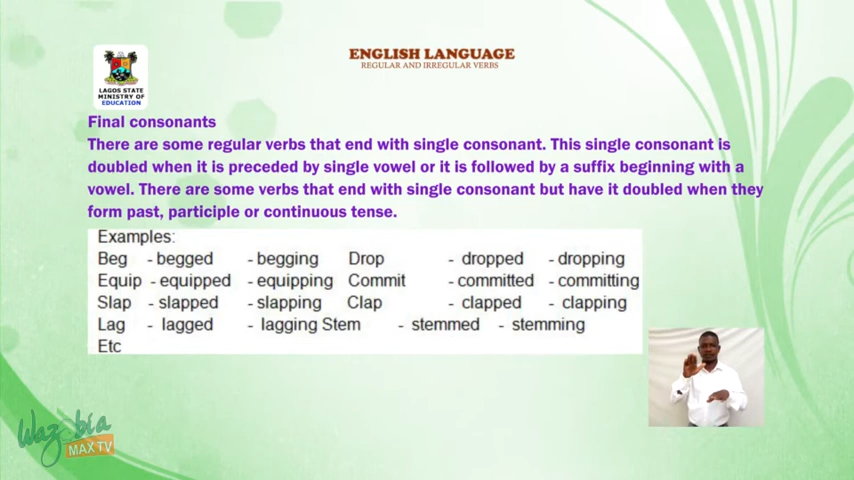 ENGLISH LANGUAGE
REGULAR AND IRREGULAR VERBS
LAGOS STATE
MINISTRY OF
EDUCATION
Final consonants
There are some regular verbs that end with single consonant. This single consonant is
doubled when it is preceded by single vowel or it is followed by a suffix beginning with a
vowel. There are some verbs that end with single consonant but have it doubled when they
form past, participle or continuous tense.
Examples:
Beg - begged - begging Drop - dropped - dropping
Equip - equipped - equipping Commit - committed - committing
Slap - slapped - slapping Clap - clapped - clapping
Lag - lagged - lagging Stem - stemmed - stemming
Etc
Wazobia
MAX TV